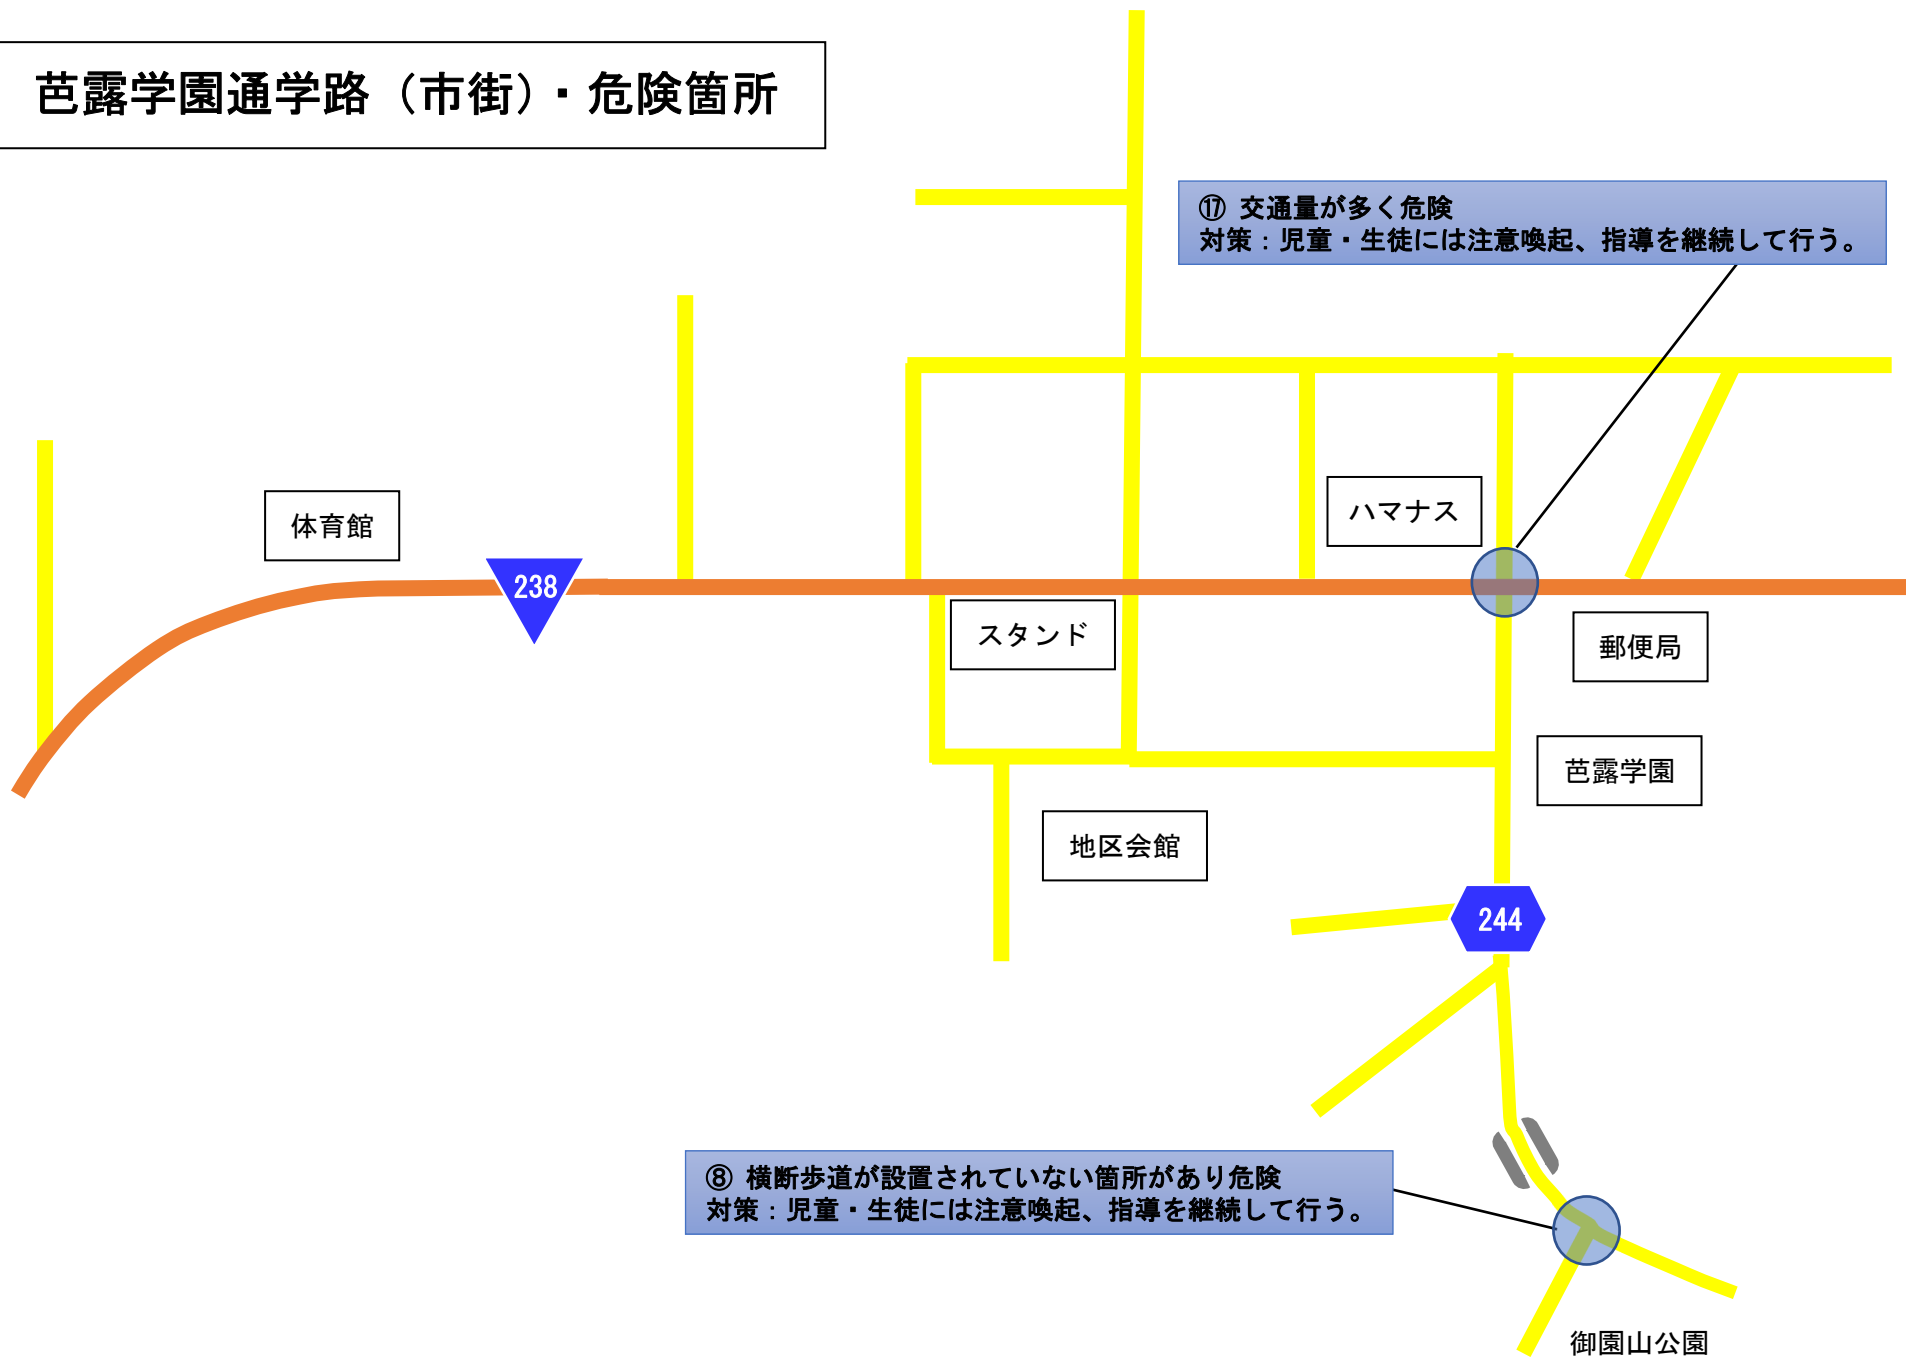 芭露学園通学路（市街）・危険箇所
⑰ 交通量が多く危険
対策：児童・生徒には注意喚起、指導を継続して行う。
ハマナス
体育館
238
スタンド
郵便局
芭露学園
地区会館
244
⑧ 横断歩道が設置されていない箇所があり危険
対策：児童・生徒には注意喚起、指導を継続して行う。
御園山公園